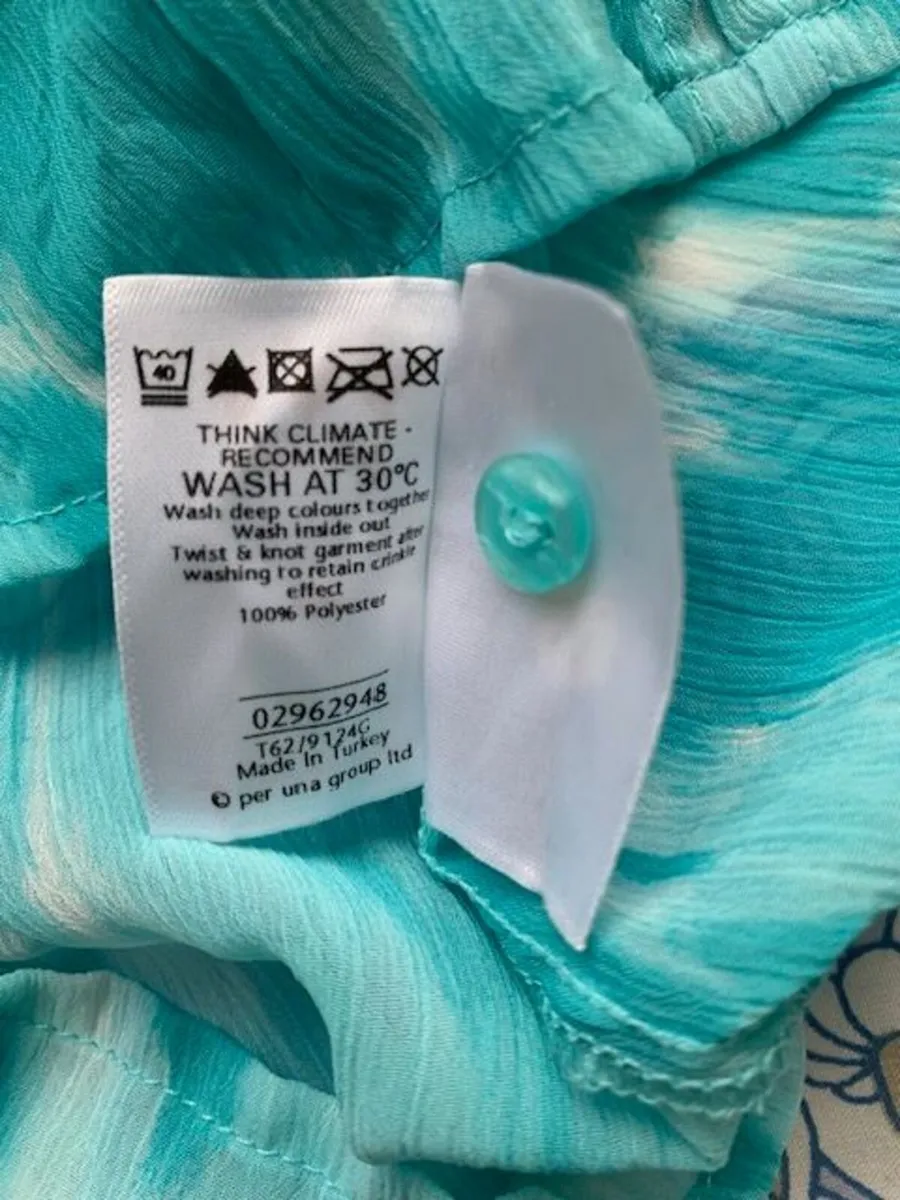 40
THINK CLIMATE -
RECOMMEND
WASH AT 30°C
Wash deep colours together
Wash inside out
Twist & knot garment after
washing to retain crinkle
effect
100% Polyester
02962948
T62/9124G
Made In Turkey
© per una group ltd